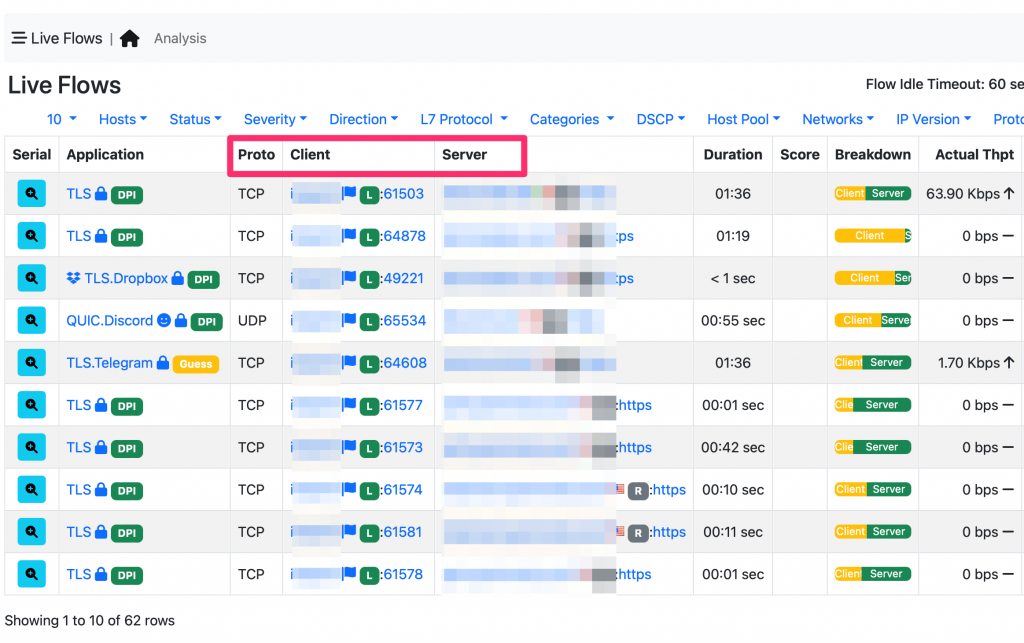 Live Flows | Analysis
Live Flows
Flow Idle Timeout: 60 se
10 Hosts Status Severity Direction L7 Protocol Categories DSCP Host Pool Networks IP Version Proto
Serial Application Proto Client Server Duration Score Breakdown Actual Thpt
TLS DPI TCP i L :61503 01:36 Client Server 63.90 Kbps
TLS DPI TCP i L :64878 ps 01:19 Client S 0 bps
TLS.Dropbox DPI TCP i L :49221 ps < 1 sec Client Ser 0 bps
QUIC.Discord DPI UDP i L :65534 00:55 sec Client Serve 0 bps
TLS.Telegram Guess TCP i L :64608 01:36 Client Server 1.70 Kbps
TLS DPI TCP i L :61577 :https 00:01 sec Clie Server 0 bps
TLS DPI TCP i L :61573 :https 00:42 sec Clie Server 0 bps
TLS DPI TCP i L :61574 R :https 00:10 sec Client Server 0 bps
TLS DPI TCP i L :61581 R :https 00:11 sec Client Server 0 bps
TLS DPI TCP i L :61578 :https 00:01 sec Clien Server 0 bps
Showing 1 to 10 of 62 rows